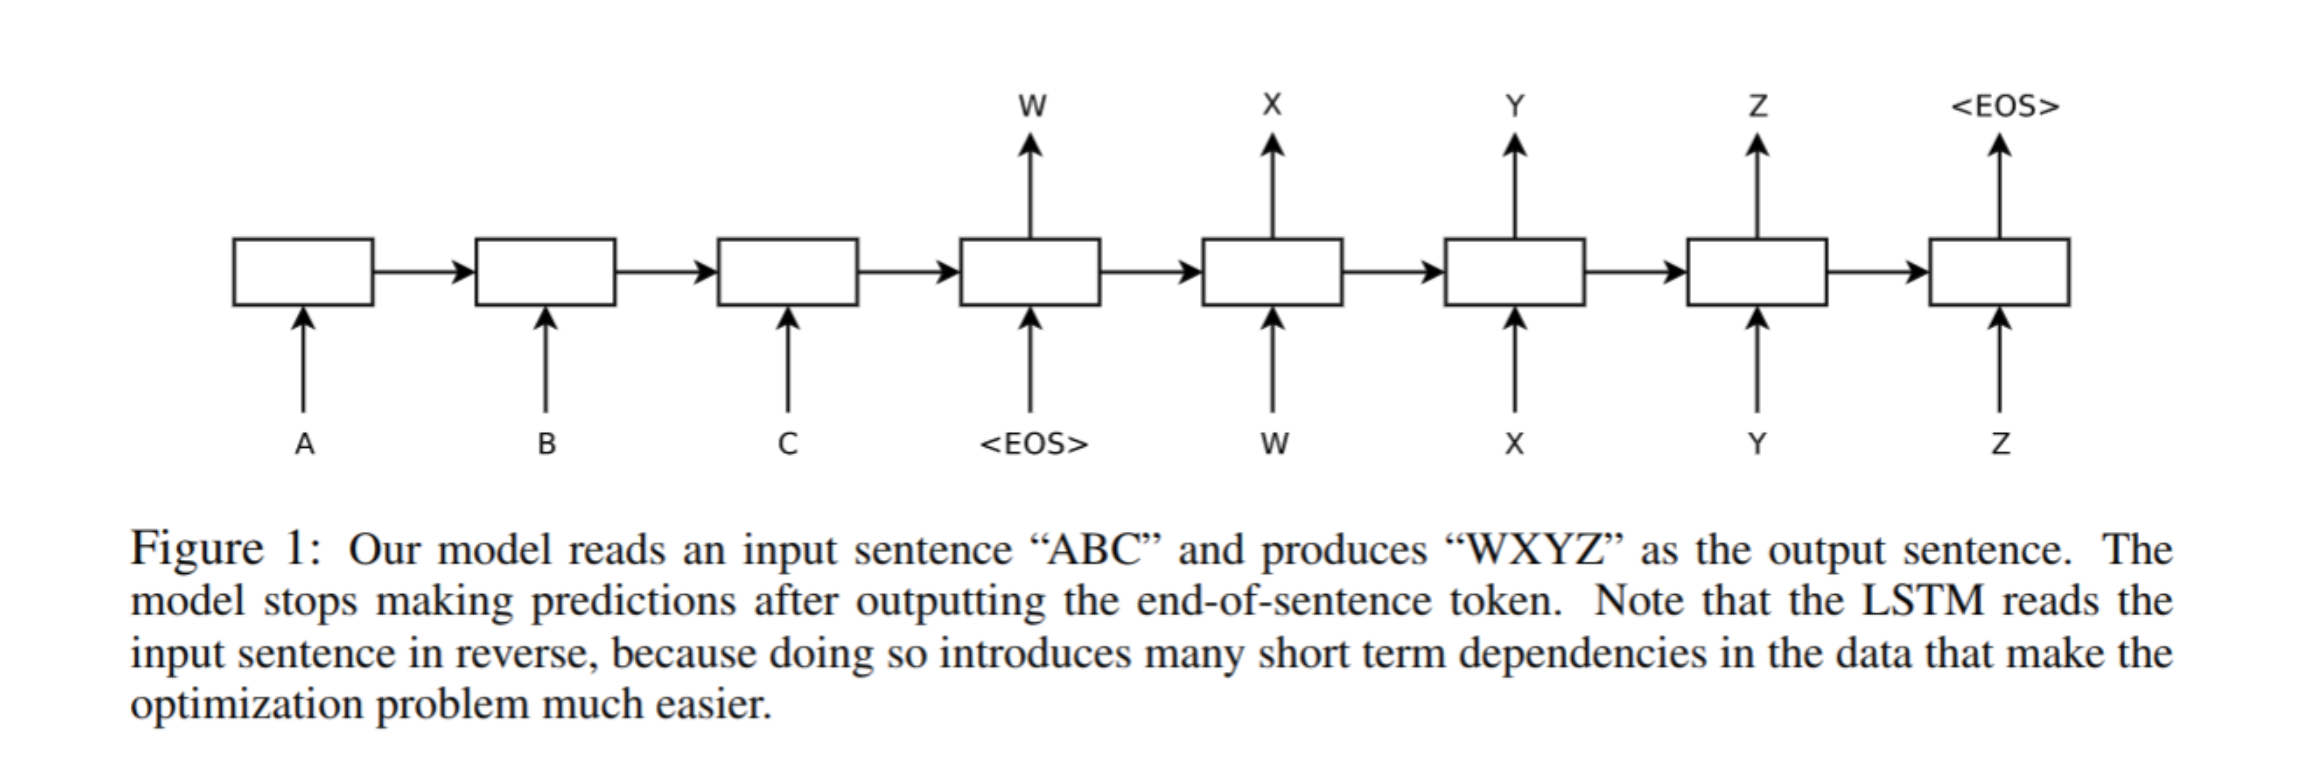 W X Y Z <EOS>
A B C <EOS> W X Y Z
Figure 1: Our model reads an input sentence “ABC” and produces “WXYZ” as the output sentence. The
model stops making predictions after outputting the end-of-sentence token. Note that the LSTM reads the
input sentence in reverse, because doing so introduces many short term dependencies in the data that make the
optimization problem much easier.